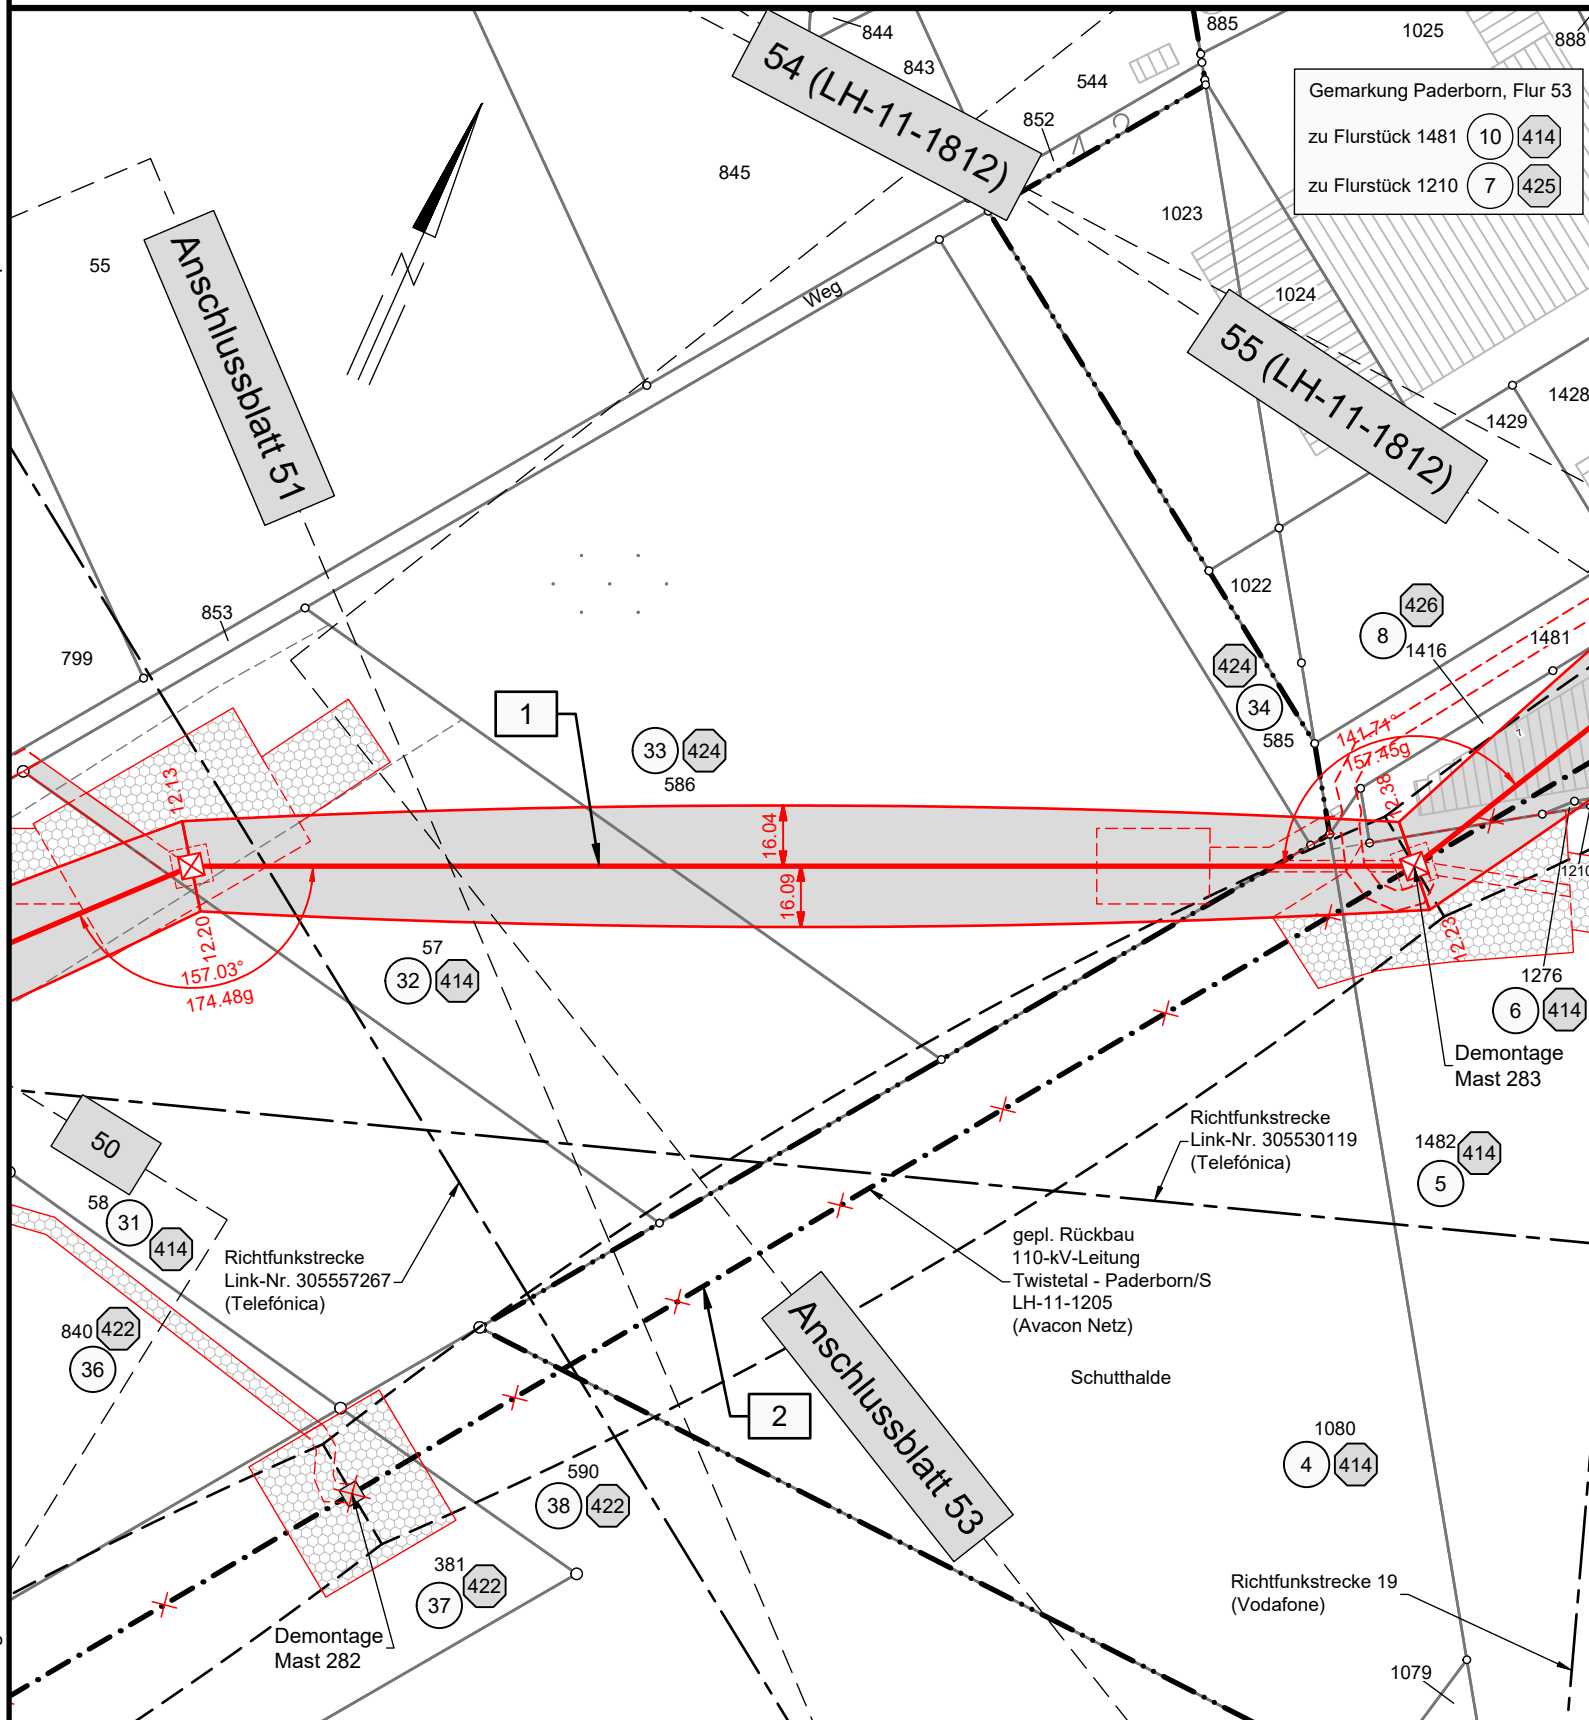 844
843
544
852
885
1025
888
Gemarkung Paderborn, Flur 53
zu Flurstück 1481 10 414
zu Flurstück 1210 7 425
54 (LH-11-1812)
845
1023
55
Anschlussblatt 51
N
Weg
1024
55 (LH-11-1812)
1428
1429
853
799
1022
426
8
1416
1481
424
34
585
1
33 424
586
141.74°
157.45g
12.13
16.04
12.38
16.09
1210
12.20
157.03°
174.48g
57
32 414
12.23
1276
6 414
Demontage
Mast 283
50
58
31
414
Richtfunkstrecke
Link-Nr. 305530119
(Telefónica)
1482 414
5
Richtfunkstrecke
Link-Nr. 305557267
(Telefónica)
gepl. Rückbau
110-kV-Leitung
Twistetal - Paderborn/S
LH-11-1205
(Avacon Netz)
840 422
36
Anschlussblatt 53
Schutthalde
2
1080
4 414
590
38 422
381
422
37
Demontage
Mast 282
Richtfunkstrecke 19
(Vodafone)
1079